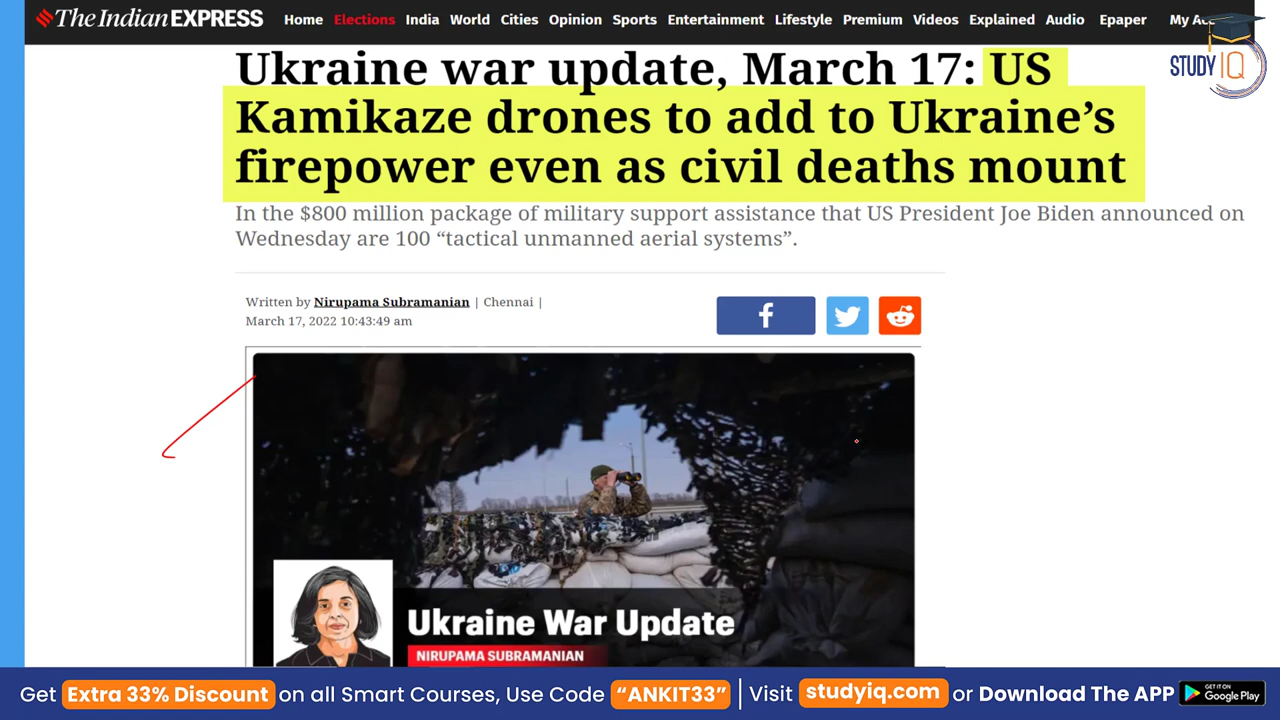 The Indian EXPRESS
Home Elections India World Cities Opinion Sports Entertainment Lifestyle Premium Videos Explained Audio Epaper My
STUDY IQ
Ukraine war update, March 17: US
Kamikaze drones to add to Ukraine’s
firepower even as civil deaths mount
In the $800 million package of military support assistance that US President Joe Biden announced on
Wednesday are 100 “tactical unmanned aerial systems”.
Written by Nirupama Subramanian | Chennai |
March 17, 2022 10:43:49 am
Ukraine War Update
NIRUPAMA SUBRAMANIAN
Get Extra 33% Discount on all Smart Courses, Use Code “ANKIT33” | Visit studyiq.com or Download The APP GET IT ON Google Play